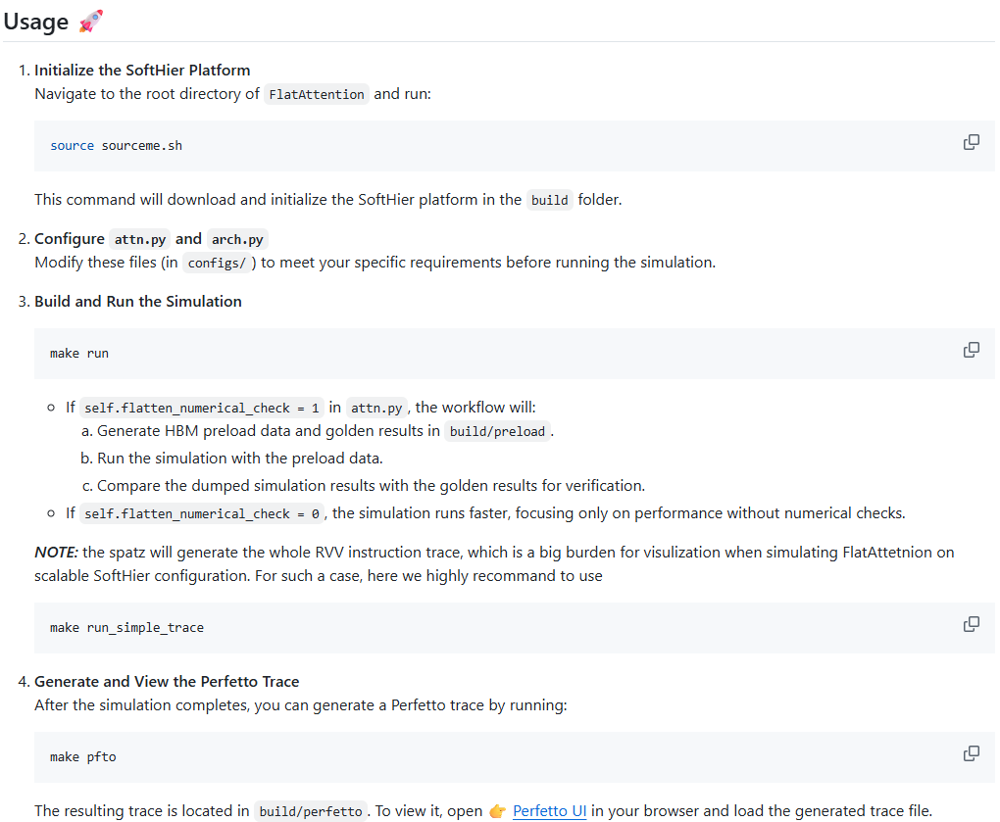 Usage 🚀
1. Initialize the SoftHier Platform
Navigate to the root directory of FlatAttention and run:
source sourceme.sh
This command will download and initialize the SoftHier platform in the build folder.
2. Configure attn.py and arch.py
Modify these files (in configs/ ) to meet your specific requirements before running the simulation.
3. Build and Run the Simulation
make run
If self.flatten_numerical_check = 1 in attn.py , the workflow will:
a. Generate HBM preload data and golden results in build/preload .
b. Run the simulation with the preload data.
c. Compare the dumped simulation results with the golden results for verification.
If self.flatten_numerical_check = 0 , the simulation runs faster, focusing only on performance without numerical checks.
NOTE: the spatz will generate the whole RVV instruction trace, which is a big burden for visulization when simulating FlatAttetnion on
scalable SoftHier configuration. For such a case, here we highly recommand to use
make run_simple_trace
4. Generate and View the Perfetto Trace
After the simulation completes, you can generate a Perfetto trace by running:
make pfto
The resulting trace is located in build/perfetto . To view it, open 👉 Perfetto UI in your browser and load the generated trace file.